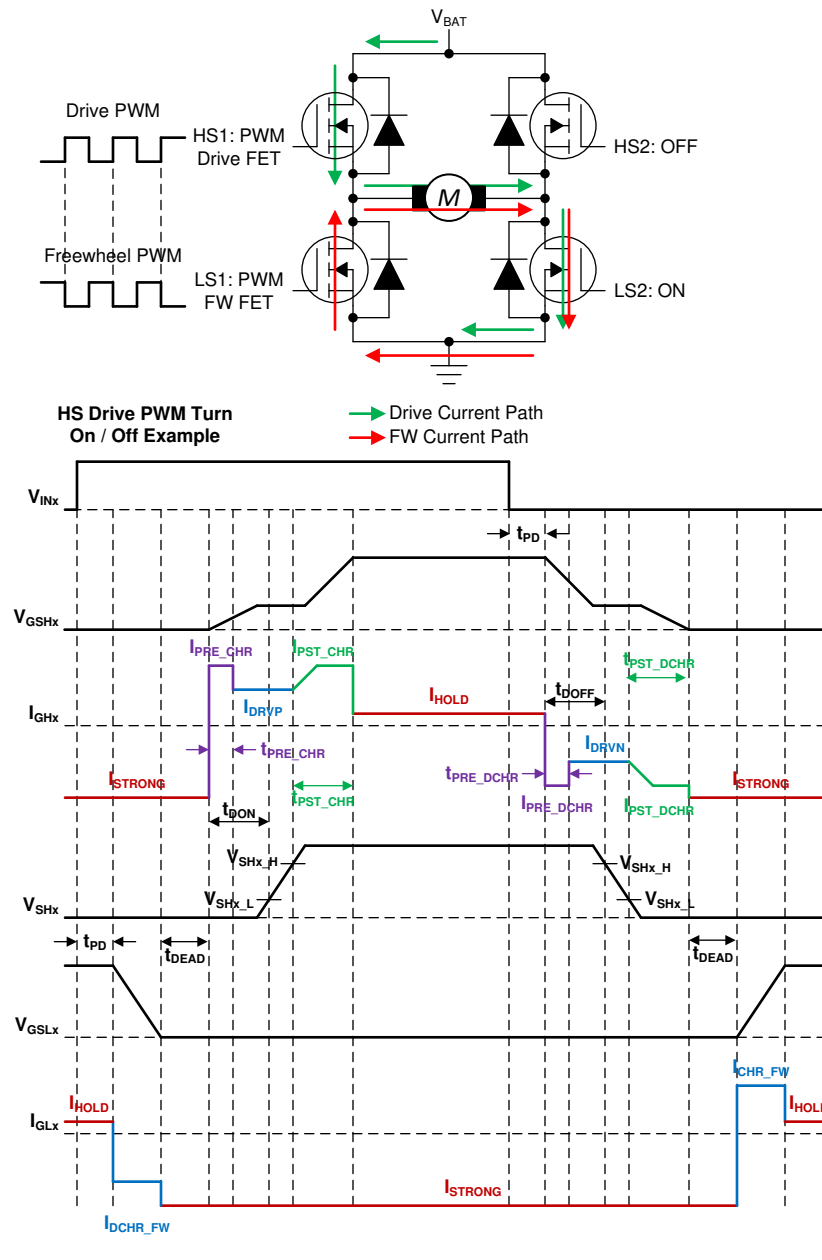 VBAT
Drive PWM
HS1: PWM
Drive FET
HS2: OFF
M
Freewheel PWM
LS1: PWM
FW FET
LS2: ON
HS Drive PWM Turn
On / Off Example
Drive Current Path
FW Current Path
VINx
tPD
VGSHx
IPRE_CHR
IPST_CHR
tPST_DCHR
IHOLD
tDOFF
IDRVP
IGHx
IDRVN
tPRE_CHR
tPRE_DCHR
ISTRONG
tPST_CHR
IPRE_DCHR
IPST_DCHR
ISTRONG
tDON
VSHx_H
VSHx_H
VSHx_L
VSHx_L
VSHx
tPD
tDEAD
tDEAD
VGSLx
ICHR_FW
IHOLD
IHOLD
IGLx
ISTRONG
IDCHR_FW